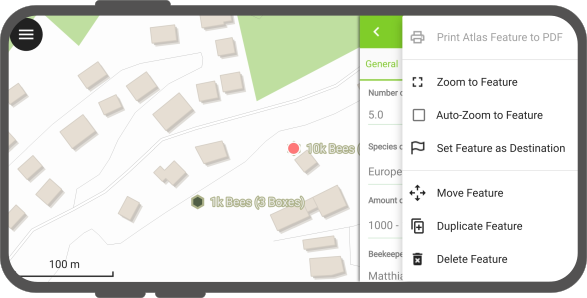 Print Atlas Feature to PDF
General
Zoom to Feature
Number o
5.0
Auto-Zoom to Feature
10k Bees (
Species o
Set Feature as Destination
Europe
Move Feature
1k Bees (3 Boxes)
Amount o
1000 -
Duplicate Feature
Beekeepe
Delete Feature
Matthia
100 m